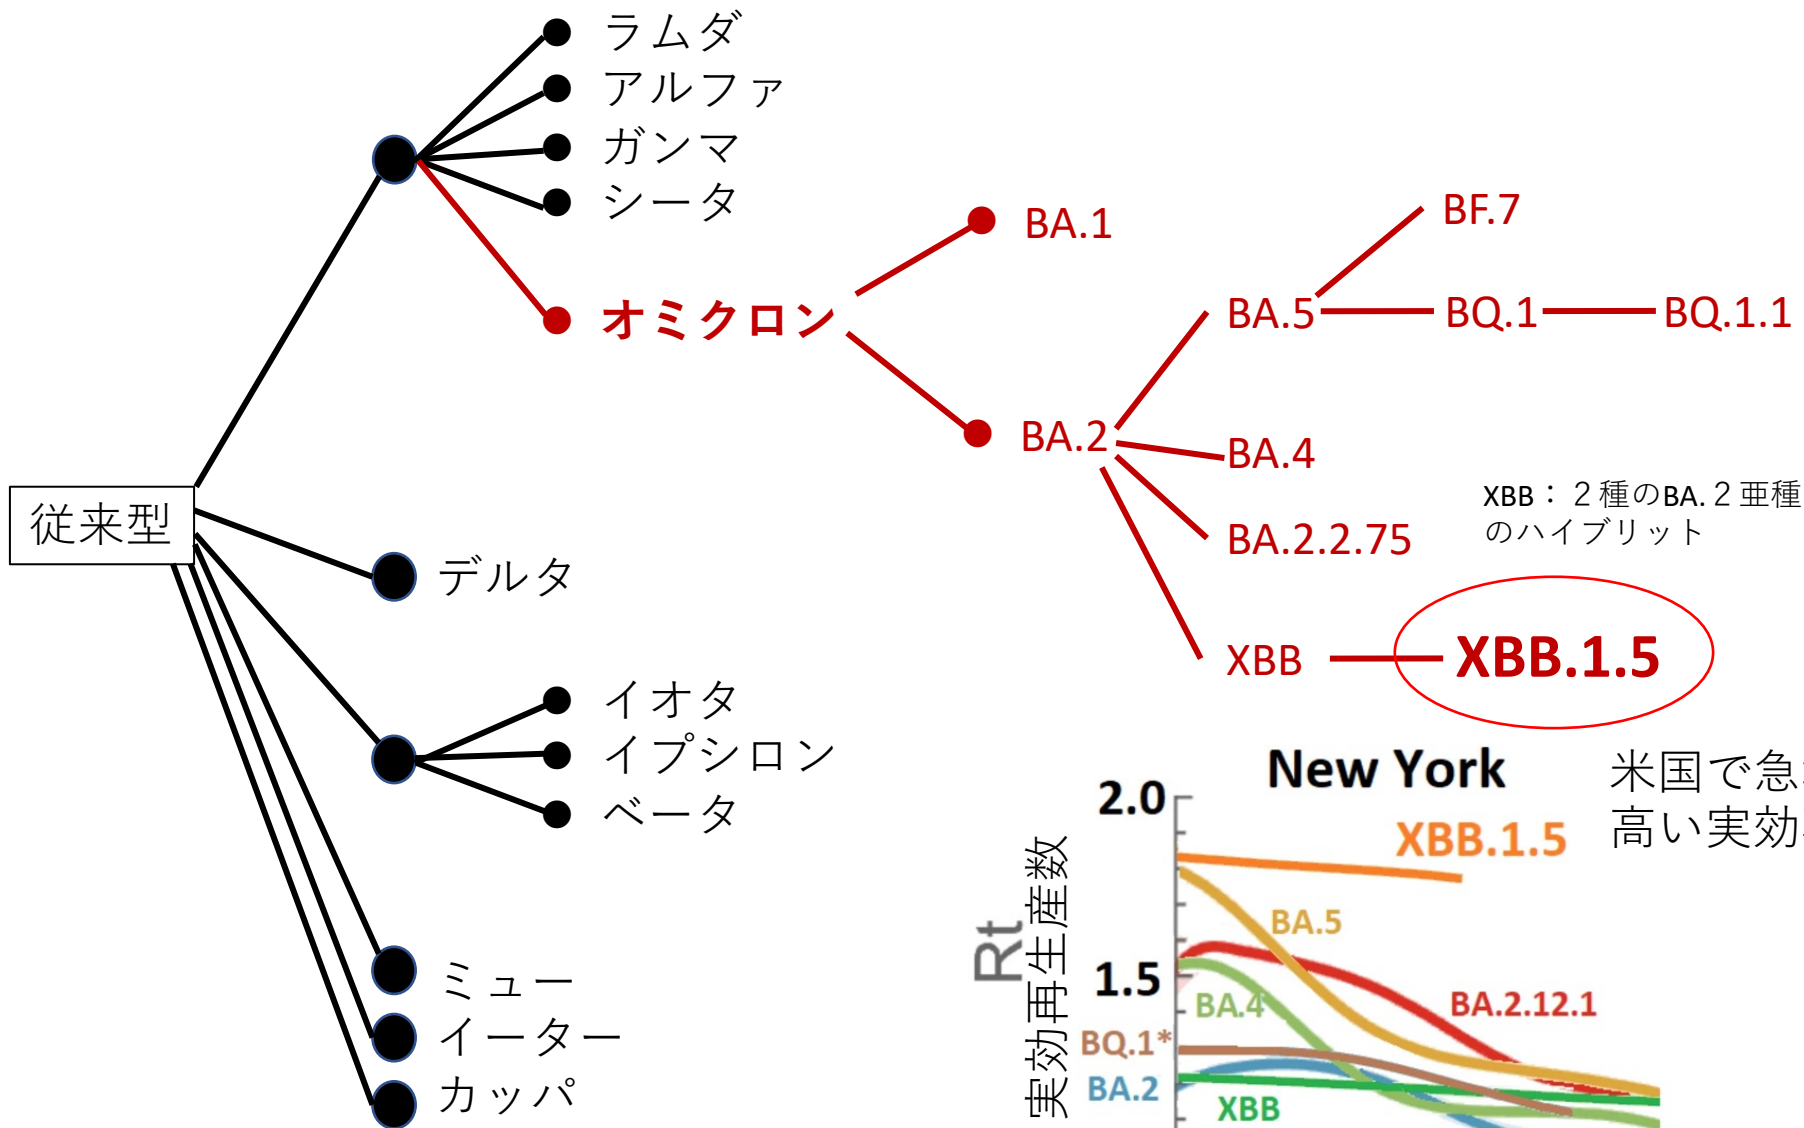 ラムダ
アルファ
ガンマ
シータ
オミクロン
BA.1
BA.2
BA.5
BF.7
BQ.1
BQ.1.1
BA.4
BA.2.2.75
XBB
XBB.1.5
XBB：２種のBA.２亜種
のハイブリット
従来型
デルタ
イオタ
イプシロン
ベータ
ミュー
イーター
カッパ
New York
米国で急
高い実効
2.0
1.5
Rt
実効再生産数
XBB.1.5
BA.5
BA.2.12.1
BA.4
BQ.1*
BA.2
XBB